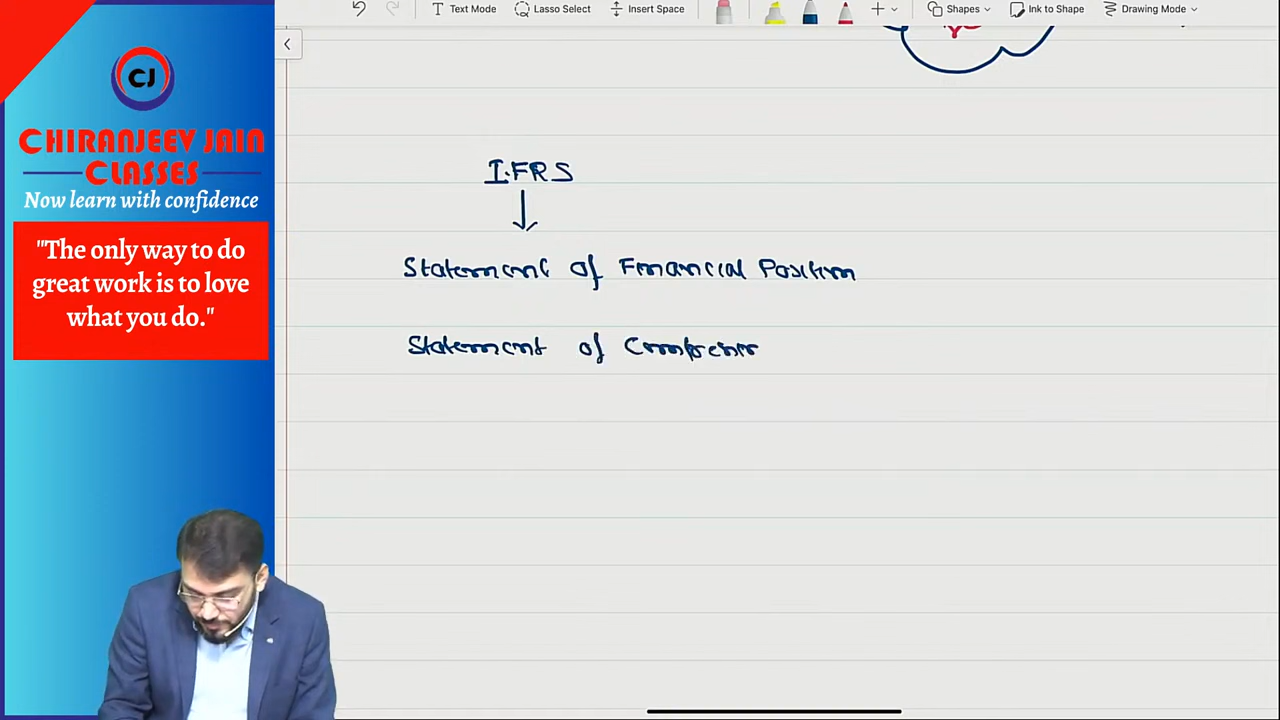 Text Mode
Lasso Select
Insert Space
Shapes
Ink to Shape
Drawing Mode
CJ
CHIRANJEEV JAIN
CLASSES
Now learn with confidence
"The only way to do
great work is to love
what you do."
I.FRS
Statement of Financial Position
Statement of